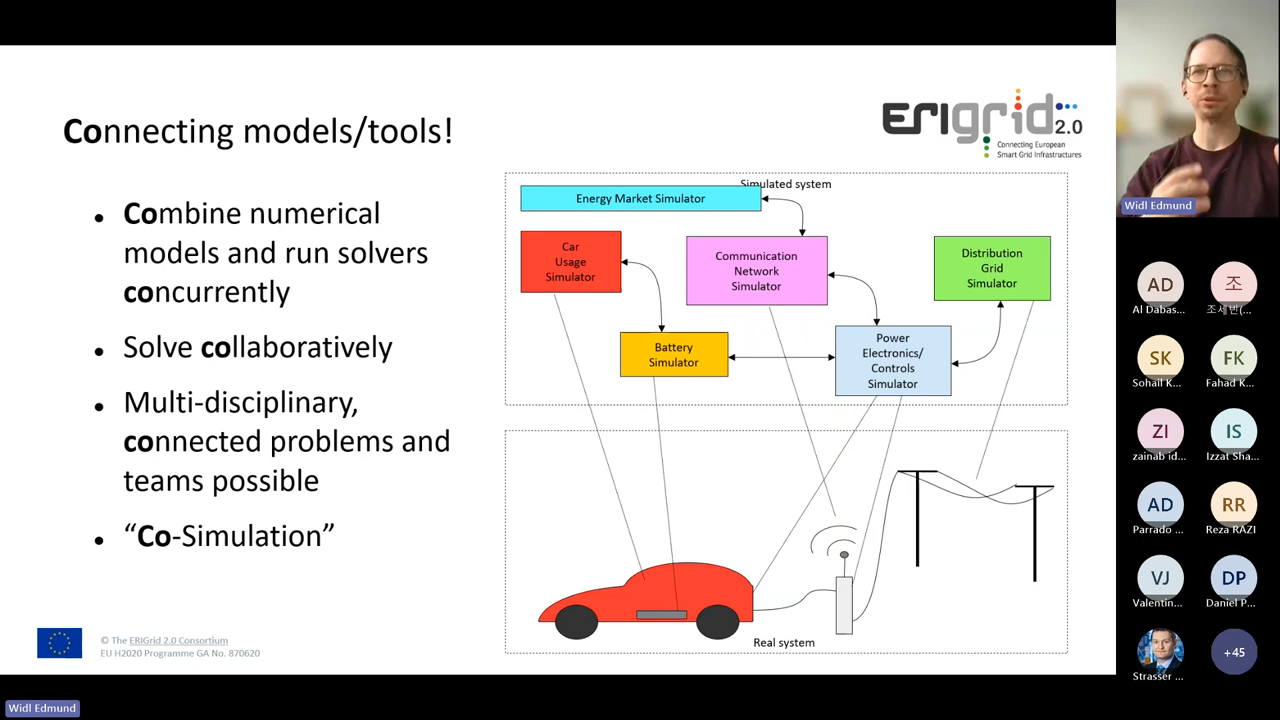 Connecting models/tools!
ERIgrid 2.0
Connecting European
Smart Grid Infrastructures
Combine numerical
models and run solvers
concurrently
Solve collaboratively
Multi-disciplinary,
connected problems and
teams possible
“Co-Simulation”
Simulated system
Energy Market Simulator
Car
Usage
Simulator
Communication
Network
Simulator
Distribution
Grid
Simulator
Battery
Simulator
Power
Electronics/
Controls
Simulator
Real system
© The ERIGrid 2.0 Consortium
EU H2020 Programme GA No. 870620
Widl Edmund
Widl Edmund
AD
Al Dabas...
조
조세빈(...
SK
Sohail K...
FK
Fahad K...
ZI
zainab id...
IS
Izzat Sha...
AD
Parrado ...
RR
Reza RAZI
VJ
Valentin...
DP
Daniel P...
Strasser ...
+45